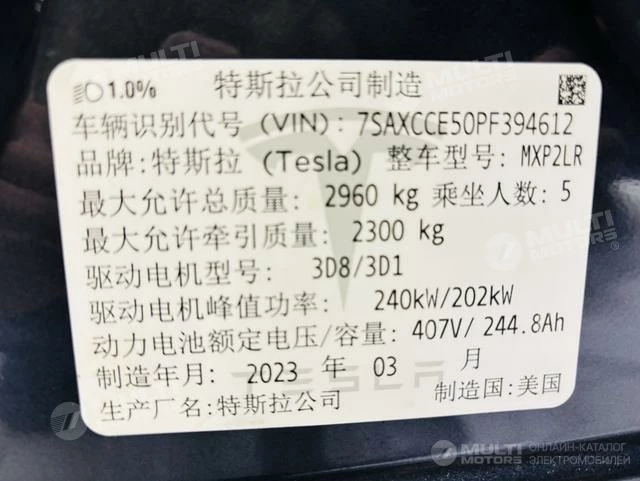 1.0% 特斯拉公司制造
车辆识别代号 (VIN): 7SAXCCE50PF394612
品牌: 特斯拉 (Tesla) 整车型号: MXP2LR
最大允许总质量: 2960 kg 乘坐人数: 5
最大允许牵引质量: 2300 kg
驱动电机型号: 3D8/3D1
驱动电机峰值功率: 240kW/202kW
动力电池额定电压/容量: 407V/ 244.8Ah
制造年月: 2023 年 03 月
TESLA
生产厂名: 特斯拉公司 制造国: 美国
MULTI MOTORS
ОНЛАЙН-КАТАЛОГ
ЭЛЕКТРОМОБИЛЕЙ